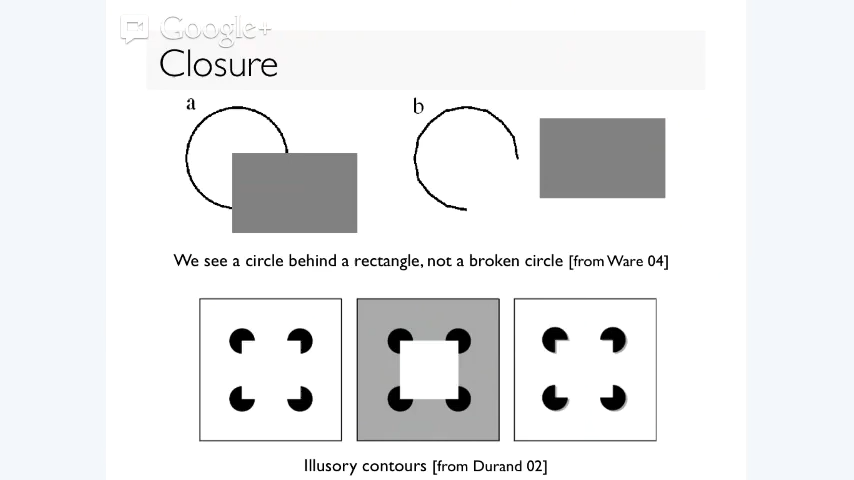 Google+
Closure
a
b
We see a circle behind a rectangle, not a broken circle [from Ware 04]
Illusory contours [from Durand 02]